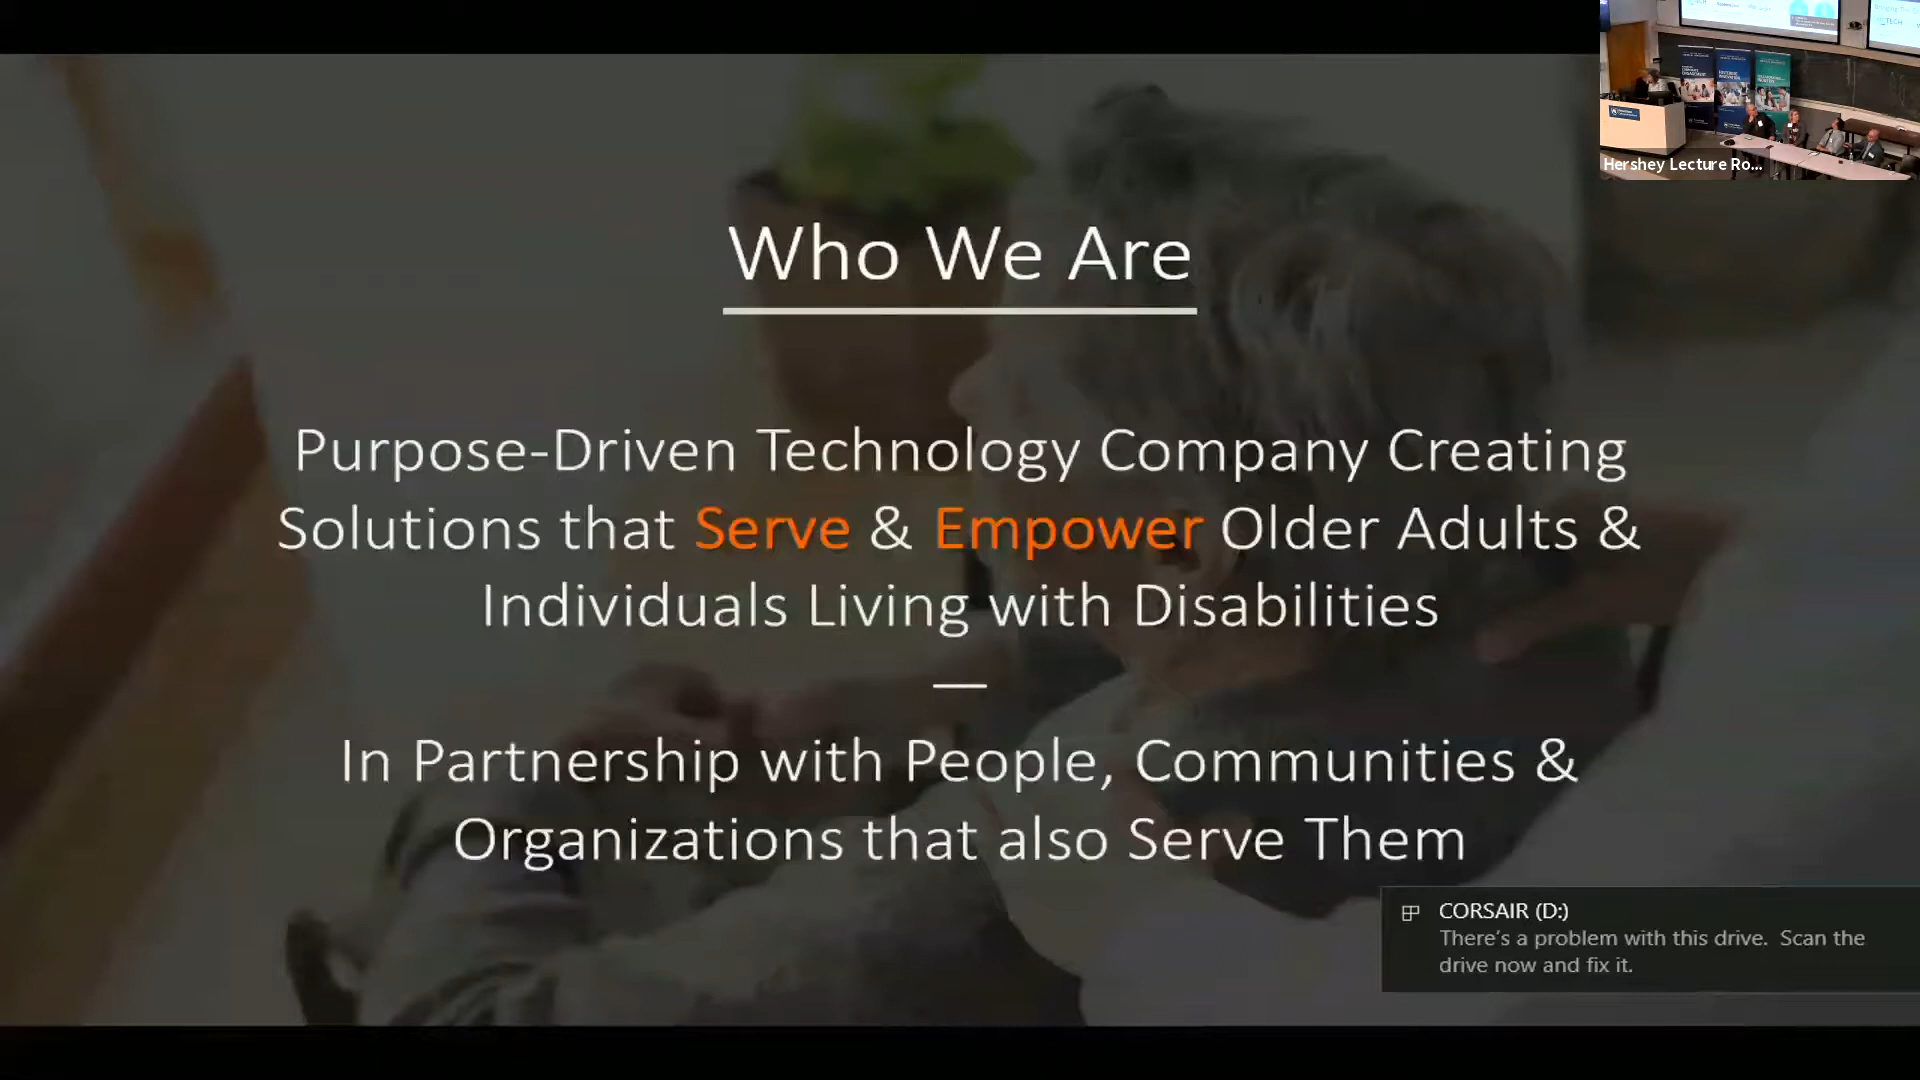 Who We Are
Purpose-Driven Technology Company Creating
Solutions that Serve & Empower Older Adults &
Individuals Living with Disabilities
In Partnership with People, Communities &
Organizations that also Serve Them
CORSAIR (D:)
There's a problem with this drive. Scan the
drive now and fix it.
TECH
Hershey Lecture Ro...